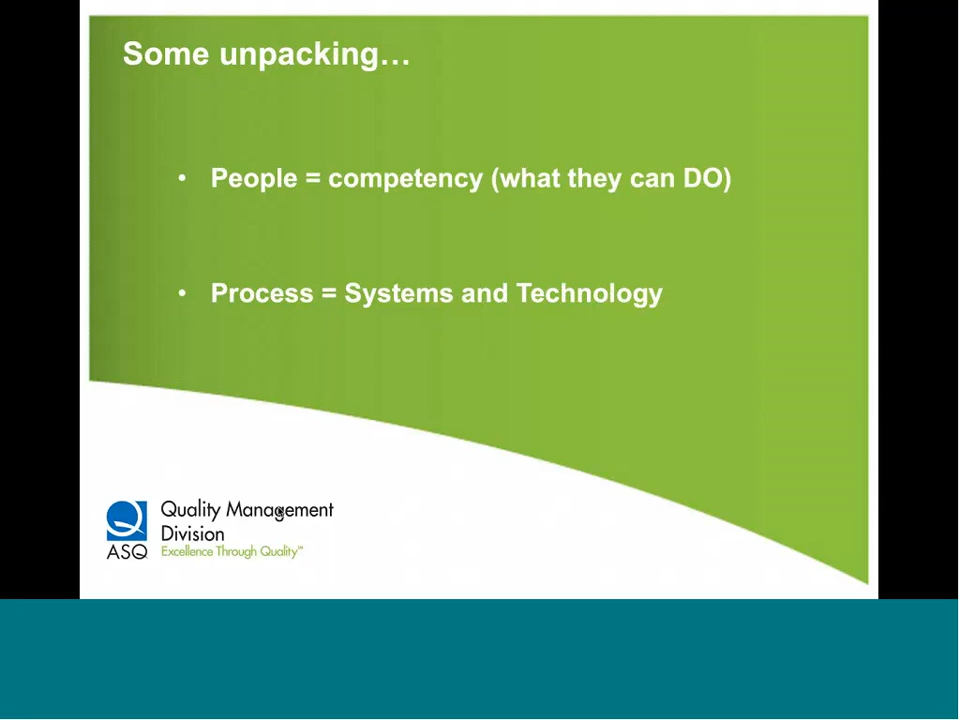 Some unpacking…
• People = competency (what they can DO)
• Process = Systems and Technology
Quality Management
Division
ASQ Excellence Through Quality™